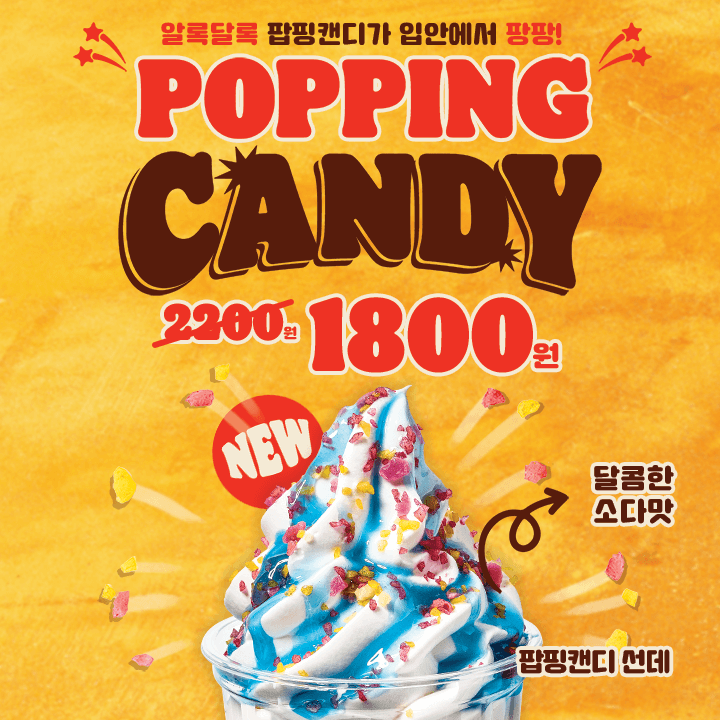 알록달록 팝핑캔디가 입안에서 팡팡!
POPPING
CANDY
2200원 1800원
NEW
달콤한
소다맛
팝핑캔디 선데